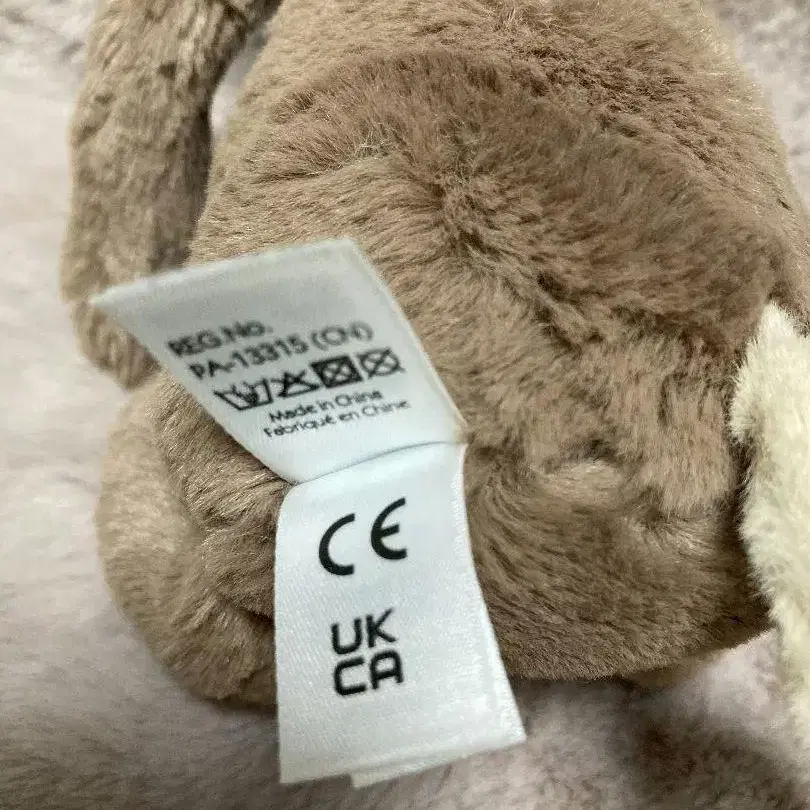 REG.No.
PA-13315 (CN)
Made in China
Fabriqué en Chine
CE
UK
CA